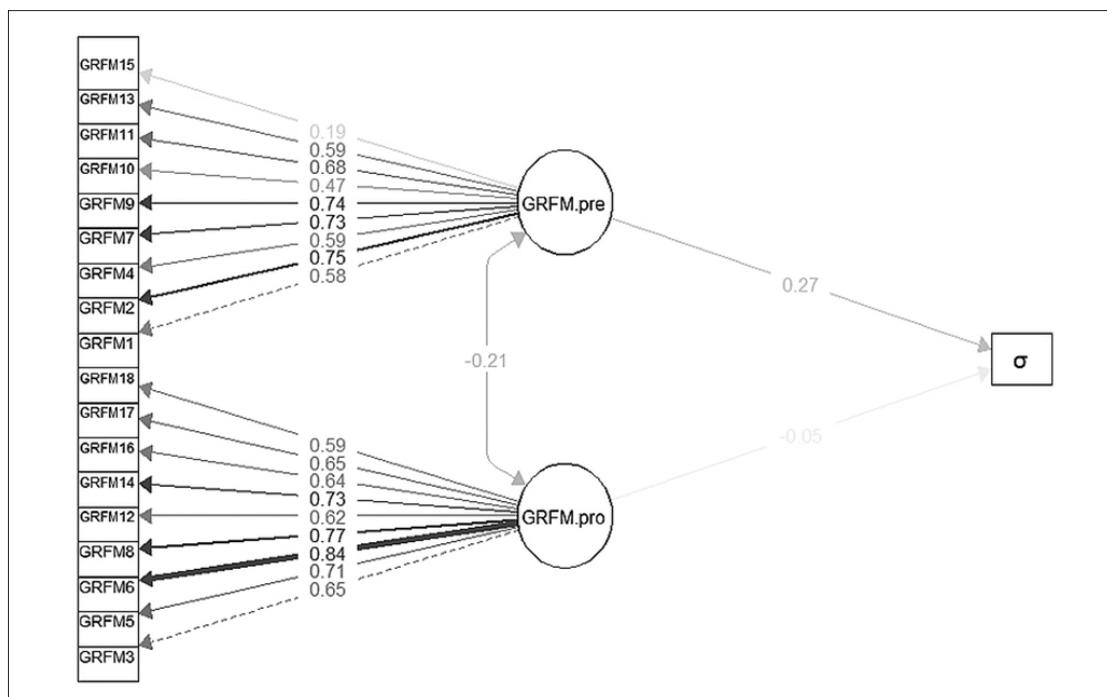 GRFM15
GRFM13
GRFM11
GRFM10
GRFM9
GRFM7
GRFM4
GRFM2
GRFM1
GRFM18
GRFM17
GRFM16
GRFM14
GRFM12
GRFM8
GRFM6
GRFM5
GRFM3
0.19
0.59
0.68
0.47
0.74
0.73
0.59
0.75
0.58
0.59
0.65
0.64
0.73
0.62
0.77
0.84
0.71
0.65
GRFM.pre
-0.21
GRFM.pro
0.27
-0.05
σ